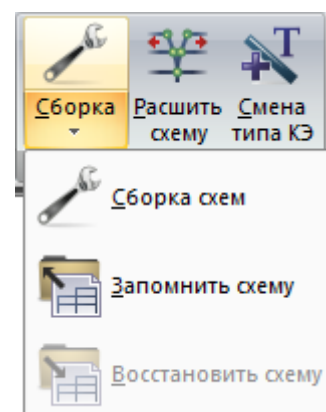 Сборка Расшить Смена
схему типа КЭ
Сборка схем
Запомнить схему
Восстановить схему